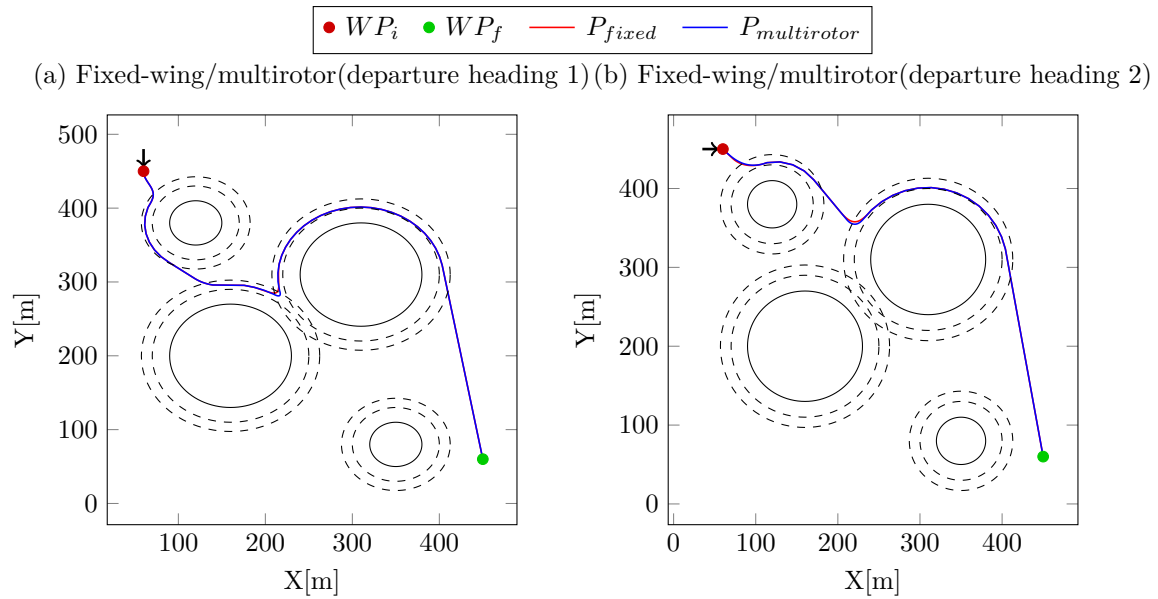 WP_i WP_f P_fixed P_multirotor
(a) Fixed-wing/multirotor(departure heading 1)
(b) Fixed-wing/multirotor(departure heading 2)
500
400
300
200
100
0
Y[m]
100 200 300 400
X[m]
400
300
200
100
0
Y[m]
0 100 200 300 400
X[m]